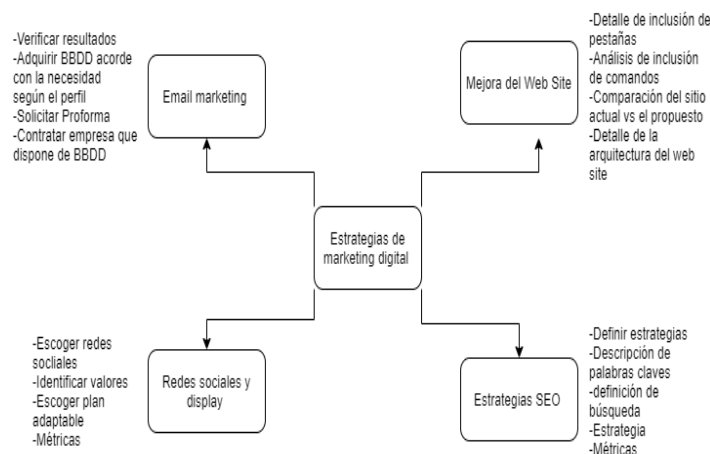 -Verificar resultados
-Adquirir BBDD acorde
con la necesidad
según el perfil
-Solicitar Proforma
-Contratar empresa que
dispone de BBDD
Email marketing
Mejora del Web Site
-Detalle de inclusión de
pestañas
-Análisis de inclusión
de comandos
-Comparación del sitio
actual vs el propuesto
-Detalle de la
arquitectura del web
site
Estrategias de
marketing digital
-Escoger redes
socliales
-Identificar valores
-Escoger plan
adaptable
-Métricas
Redes sociales y
display
Estrategias SEO
-Definir estrategias
-Descripción de
palabras claves
-definición de
búsqueda
-Estrategia
-Métricas